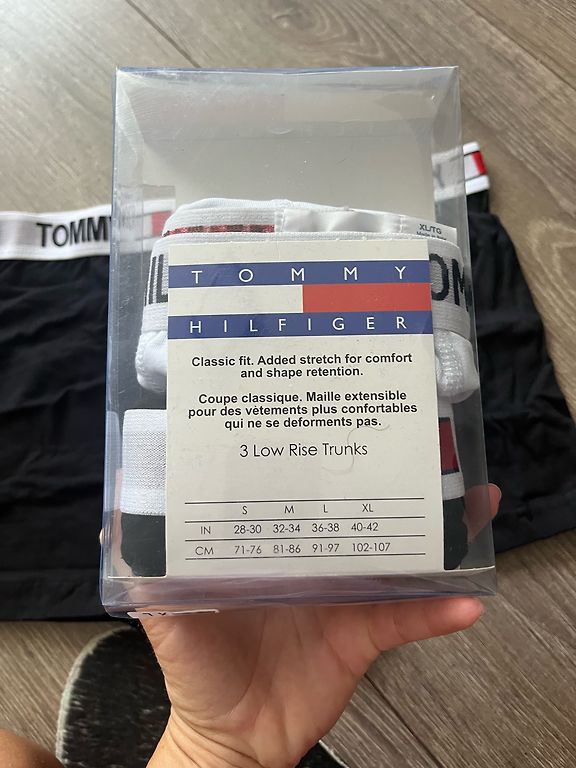 TOMMY
XL/TG
TOMMY
HILFIGER
Classic fit. Added stretch for comfort
and shape retention.
Coupe classique. Maille extensible
pour des vètements plus confortables
qui ne se deforments pas.
3 Low Rise Trunks
S M L XL
IN 28-30 32-34 36-38 40-42
CM 71-76 81-86 91-97 102-107